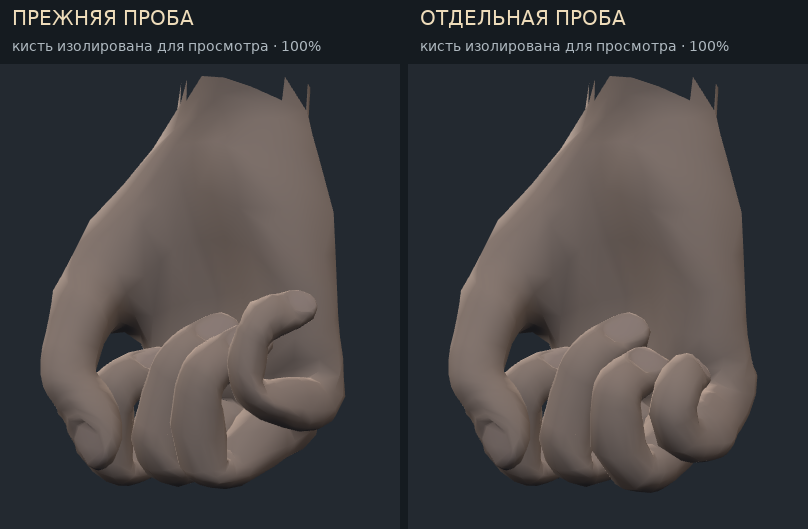 ПРЕЖНЯЯ ПРОБА
кисть изолирована для просмотра · 100%
ОТДЕЛЬНАЯ ПРОБА
кисть изолирована для просмотра · 100%